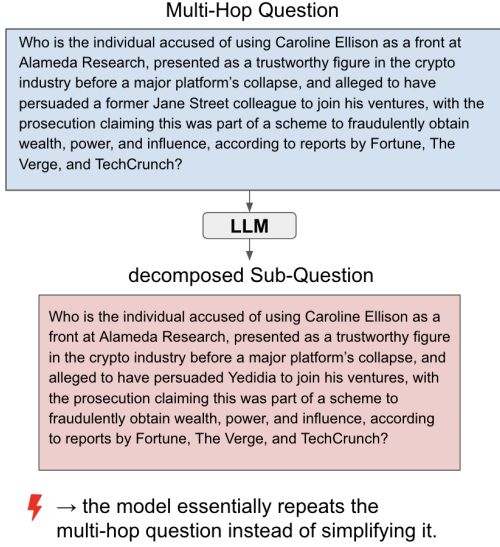 Multi-Hop Question
Who is the individual accused of using Caroline Ellison as a front at
Alameda Research, presented as a trustworthy figure in the crypto
industry before a major platform's collapse, and alleged to have
persuaded a former Jane Street colleague to join his ventures, with the
prosecution claiming this was part of a scheme to fraudulently obtain
wealth, power, and influence, according to reports by Fortune, The
Verge, and TechCrunch?
LLM
decomposed Sub-Question
Who is the individual accused of using Caroline Ellison as a
front at Alameda Research, presented as a trustworthy figure
in the crypto industry before a major platform's collapse, and
alleged to have persuaded Yedidia to join his ventures, with
the prosecution claiming this was part of a scheme to
fraudulently obtain wealth, power, and influence, according
to reports by Fortune, The Verge, and TechCrunch?
→ the model essentially repeats the
multi-hop question instead of simplifying it.